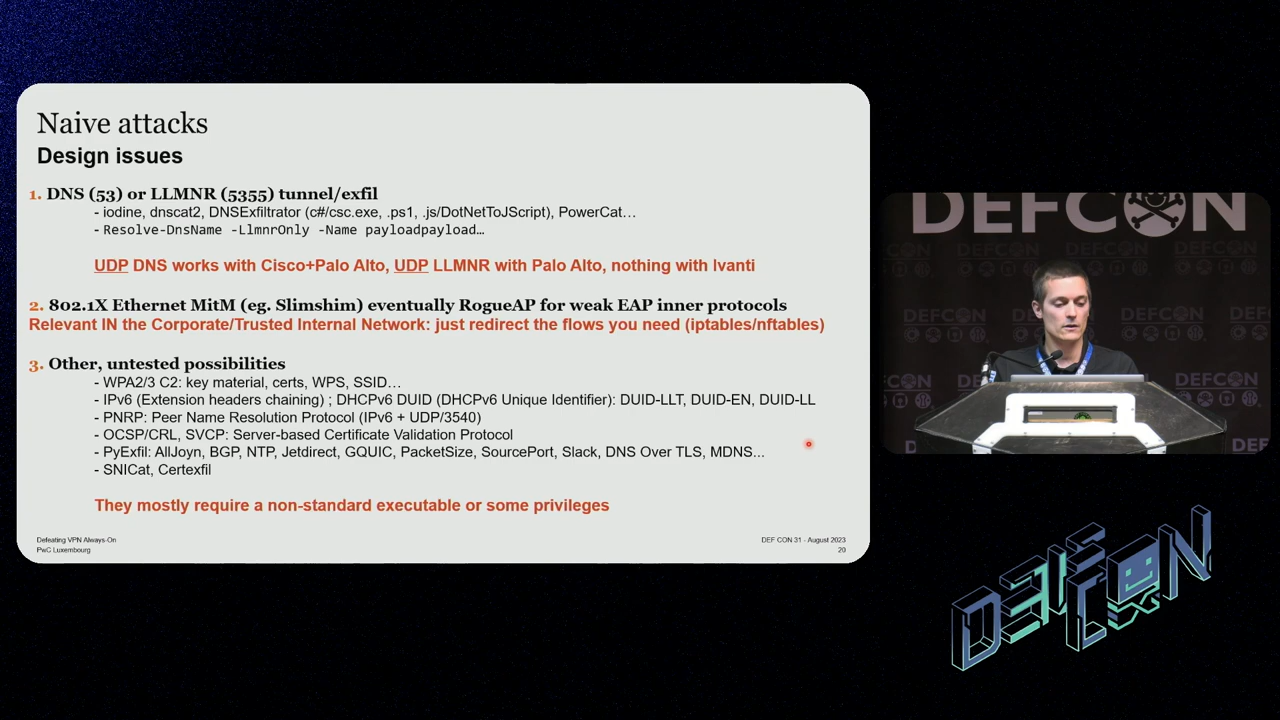 Naive attacks
Design issues
1. DNS (53) or LLMNR (5355) tunnel/exfil
- iodine, dnscat2, DNSExfiltrator (c#/csc.exe, .ps1, .js/DotNetToJScript), PowerCat…
- Resolve-DnsName -LlmnrOnly -Name payloadpayload…
UDP DNS works with Cisco+Palo Alto, UDP LLMNR with Palo Alto, nothing with Ivanti
2. 802.1X Ethernet MitM (eg. Slimshim) eventually RogueAP for weak EAP inner protocols
Relevant IN the Corporate/Trusted Internal Network: just redirect the flows you need (iptables/nftables)
3. Other, untested possibilities
- WPA2/3 C2: key material, certs, WPS, SSID…
- IPv6 (Extension headers chaining) ; DHCPv6 DUID (DHCPv6 Unique Identifier): DUID-LLT, DUID-EN, DUID-LL
- PNRP: Peer Name Resolution Protocol (IPv6 + UDP/3540)
- OCSP/CRL, SVCP: Server-based Certificate Validation Protocol
- PyExfil: AllJoyn, BGP, NTP, Jetdirect, GQUIC, PacketSize, SourcePort, Slack, DNS Over TLS, MDNS...
- SNICat, Certexfil
They mostly require a non-standard executable or some privileges
Defeating VPN Always-On
PwC Luxembourg
DEF CON 31 - August 2023
20
DEFCON
DEFCON
DEFCON
DEFCON
DEFCON
DEFCON
DEFCON